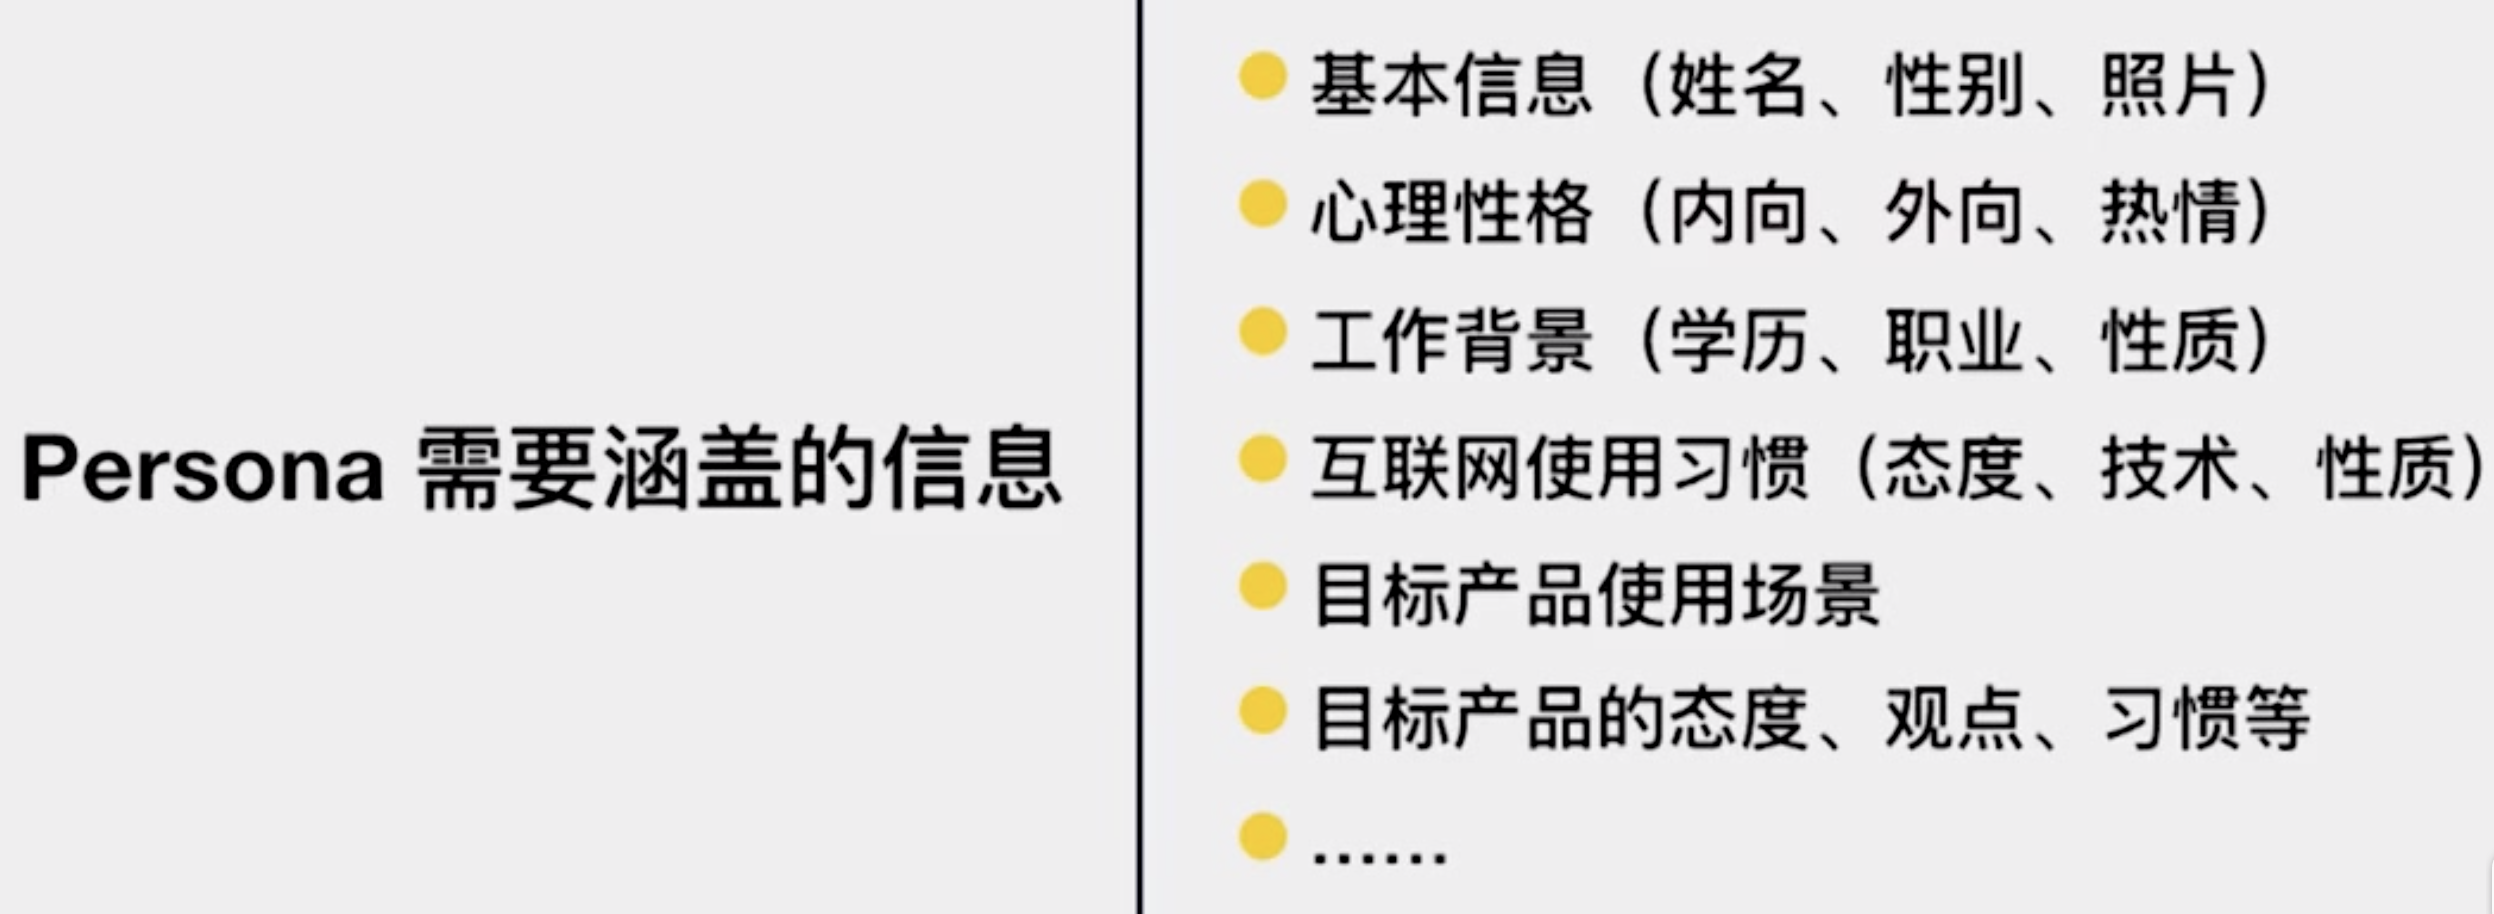 Persona 需要涵盖的信息
基本信息（姓名、性别、照片）
心理性格（内向、外向、热情）
工作背景（学历、职业、性质）
互联网使用习惯（态度、技术、性质）
目标产品使用场景
目标产品的态度、观点、习惯等
......